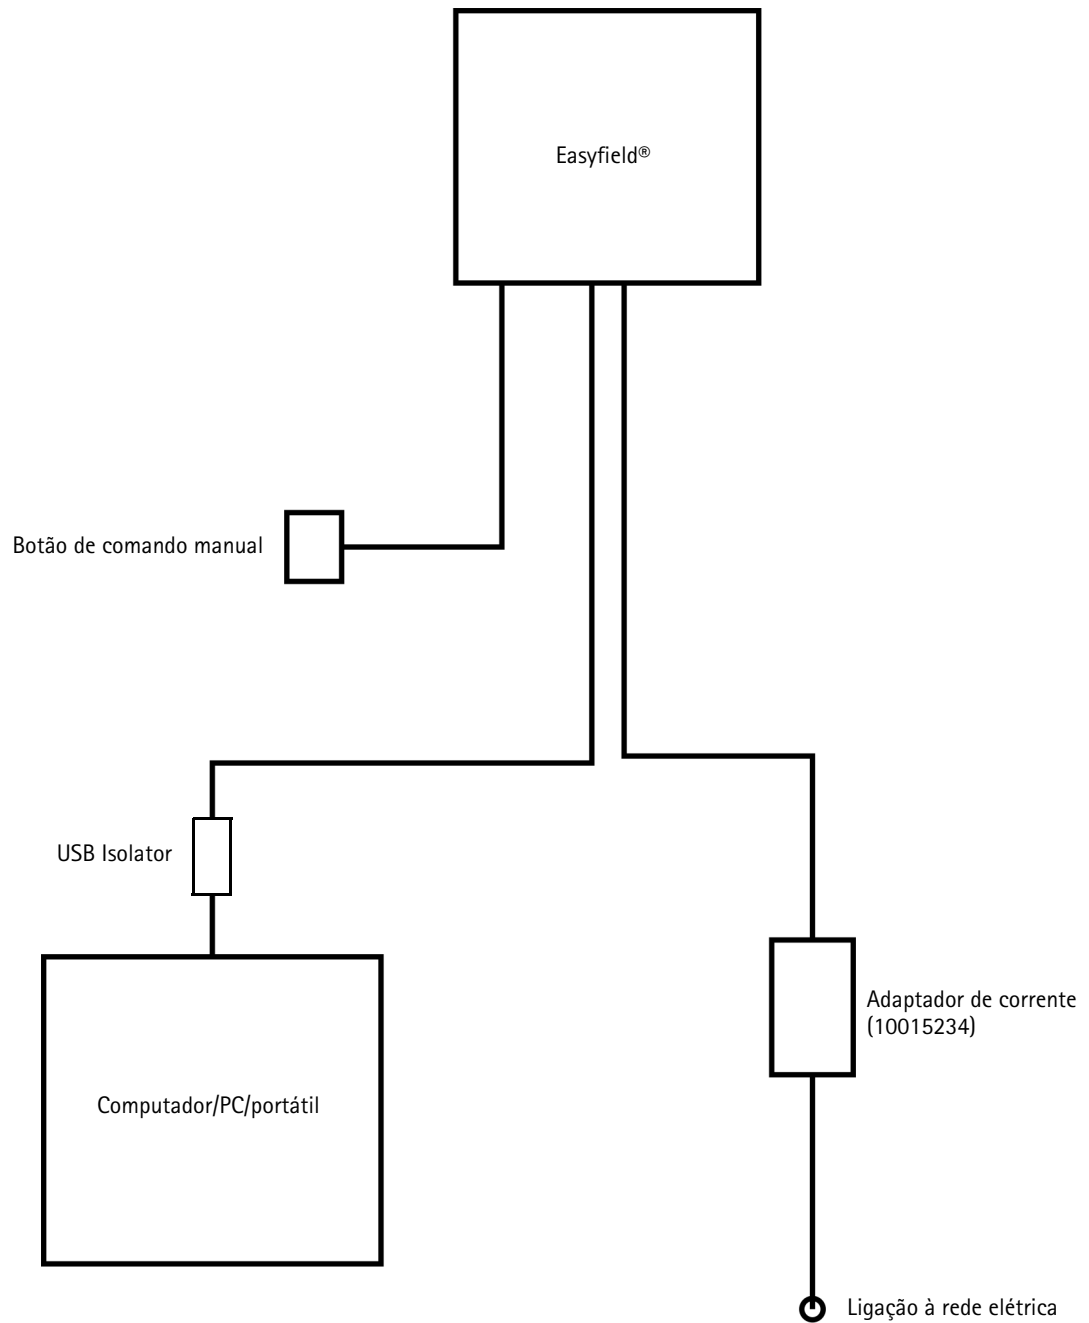 Easyfield®
Botão de comando manual
USB Isolator
Adaptador de corrente
(10015234)
Computador/PC/portátil
Ligação à rede elétrica